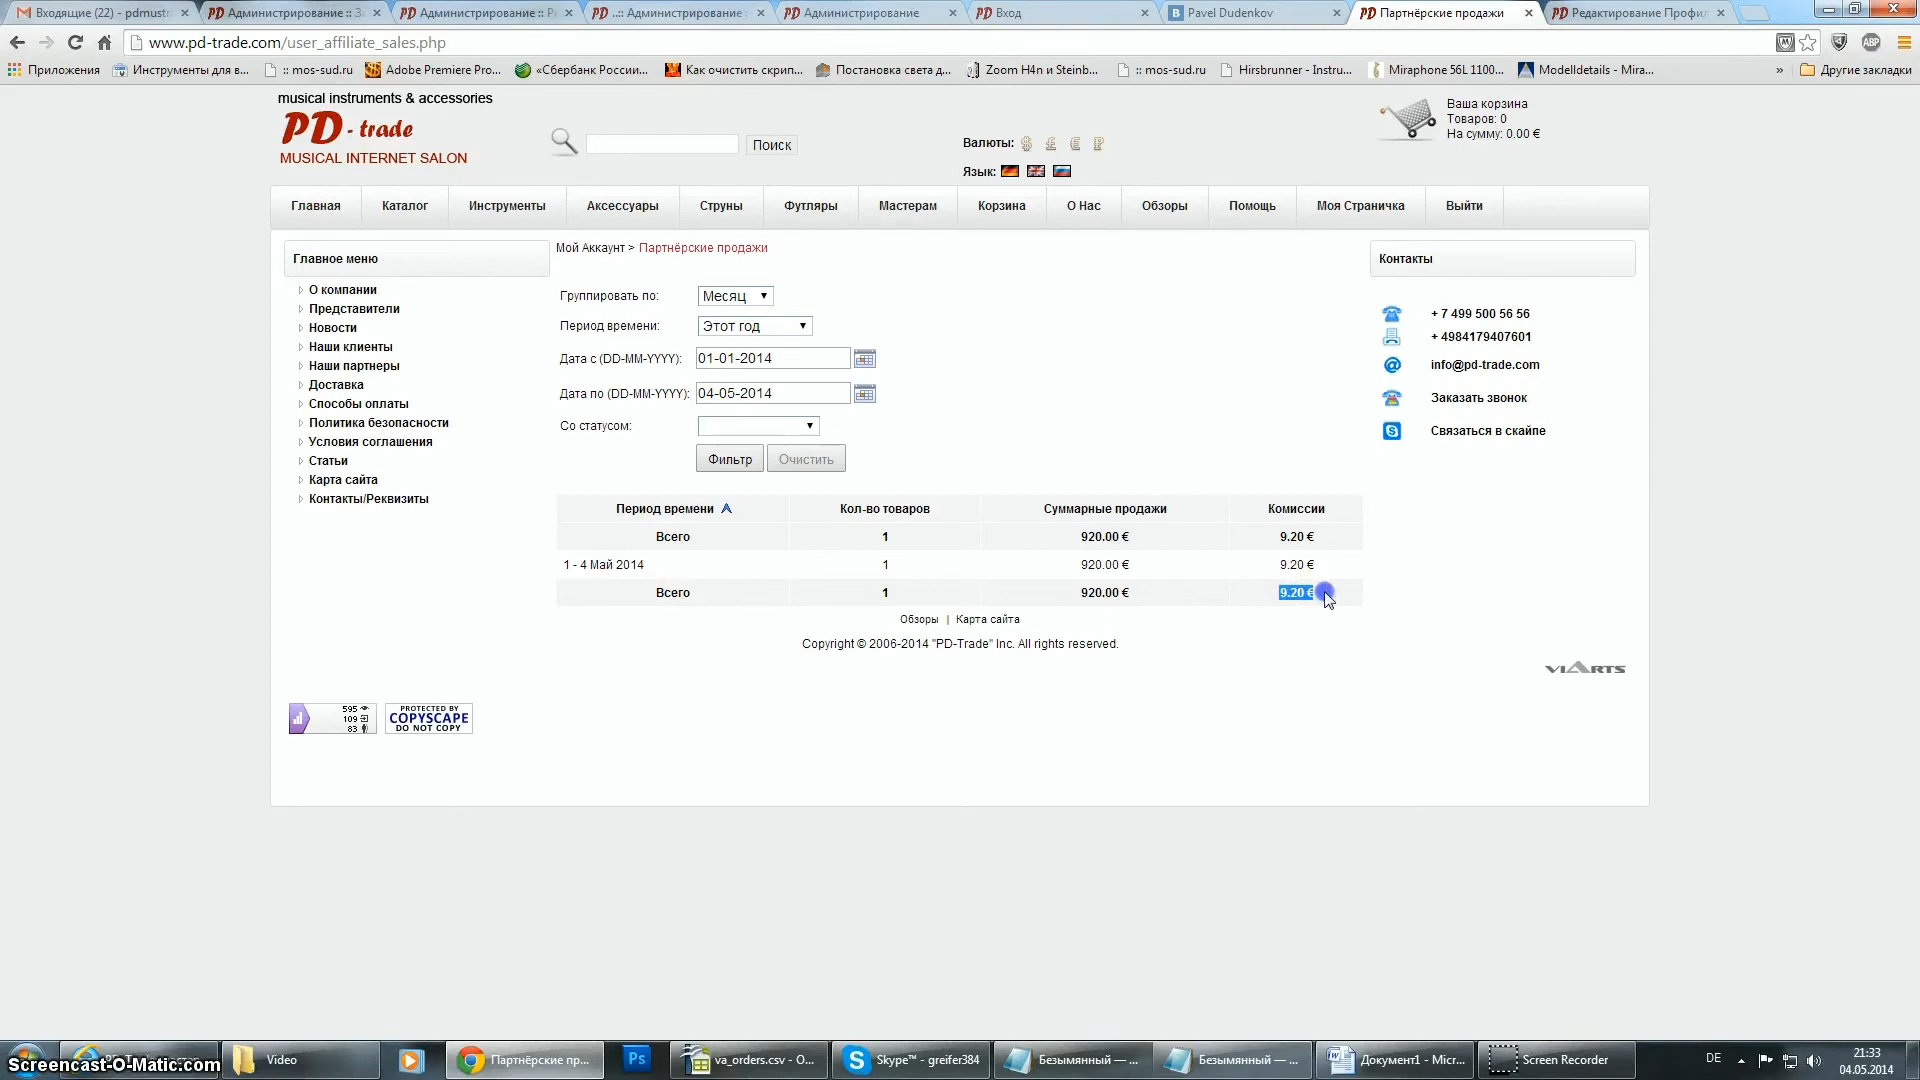 Входящие (22) - pdmust
Администрирование :: З
Администрирование :: Р
..:: Администрирование
Администрирование
Вход
Pavel Dudenkov
Партнёрские продажи
Редактирование Профил
www.pd-trade.com/user_affiliate_sales.php
Приложения
Инструменты для в...
:: mos-sud.ru
Adobe Premiere Pro...
«Сбербанк России...
Как очистить скрип...
Постановка света д...
Zoom H4n и Steinb...
:: mos-sud.ru
Hirsbrunner - Instru...
Miraphone 56L 1100...
Modelldetails - Mira...
»
Другие закладки
musical instruments & accessories
PD - trade
MUSICAL INTERNET SALON
Поиск
Валюты: $ £ € ₽
Язык:
Ваша корзина
Товаров: 0
На сумму: 0.00 €
Главная
Каталог
Инструменты
Аксессуары
Струны
Футляры
Мастерам
Корзина
О Нас
Обзоры
Помощь
Моя Страничка
Выйти
Главное меню
О компании
Представители
Новости
Наши клиенты
Наши партнеры
Доставка
Способы оплаты
Политика безопасности
Условия соглашения
Статьи
Карта сайта
Контакты/Реквизиты
Мой Аккаунт > Партнёрские продажи
Группировать по: Месяц
Период времени: Этот год
Дата с (DD-MM-YYYY): 01-01-2014
Дата по (DD-MM-YYYY): 04-05-2014
Со статусом:
Фильтр Очистить
Период времени Кол-во товаров Суммарные продажи Комиссии
Всего 1 920.00 € 9.20 €
1 - 4 Май 2014 1 920.00 € 9.20 €
Всего 1 920.00 € 9.20 €
Обзоры | Карта сайта
Copyright © 2006-2014 "PD-Trade" Inc. All rights reserved.
VIARTS
Контакты
+ 7 499 500 56 56
+ 4984179407601
info@pd-trade.com
Заказать звонок
Связаться в скайпе
595
109
83
PROTECTED BY
COPYSCAPE
DO NOT COPY
Screencast-O-Matic.com
Video
Партнёрские пр...
Ps
va_orders.csv - O...
Skype™ - greifer384
Безымянный — ...
Безымянный — ...
Документ1 - Micr...
Screen Recorder
DE
21:33
04.05.2014